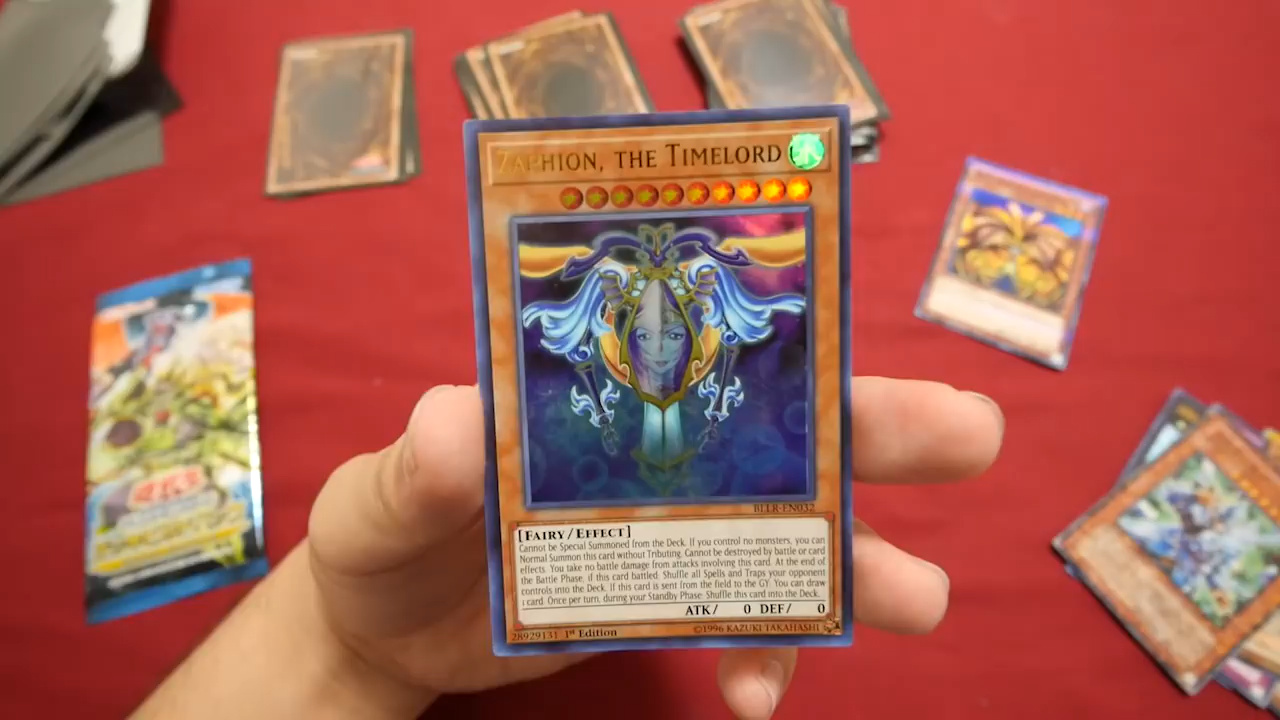 Zaphion, the Timelord
BLLR-EN032
[Fairy/Effect]
Cannot be Special Summoned from the Deck. If you control no monsters, you can
Normal Summon this card without Tributing. Cannot be destroyed by battle or card
effects. You take no battle damage from attacks involving this card. At the end of
the Battle Phase, if this card battled: Shuffle all Spells and Traps your opponent
controls into the Deck. If this card is sent from the field to the GY: You can draw
1 card. Once per turn, during your Standby Phase: Shuffle this card into the Deck.
ATK/ 0 DEF/ 0
28929131 1st Edition ©1996 KAZUKI TAKAHASHI